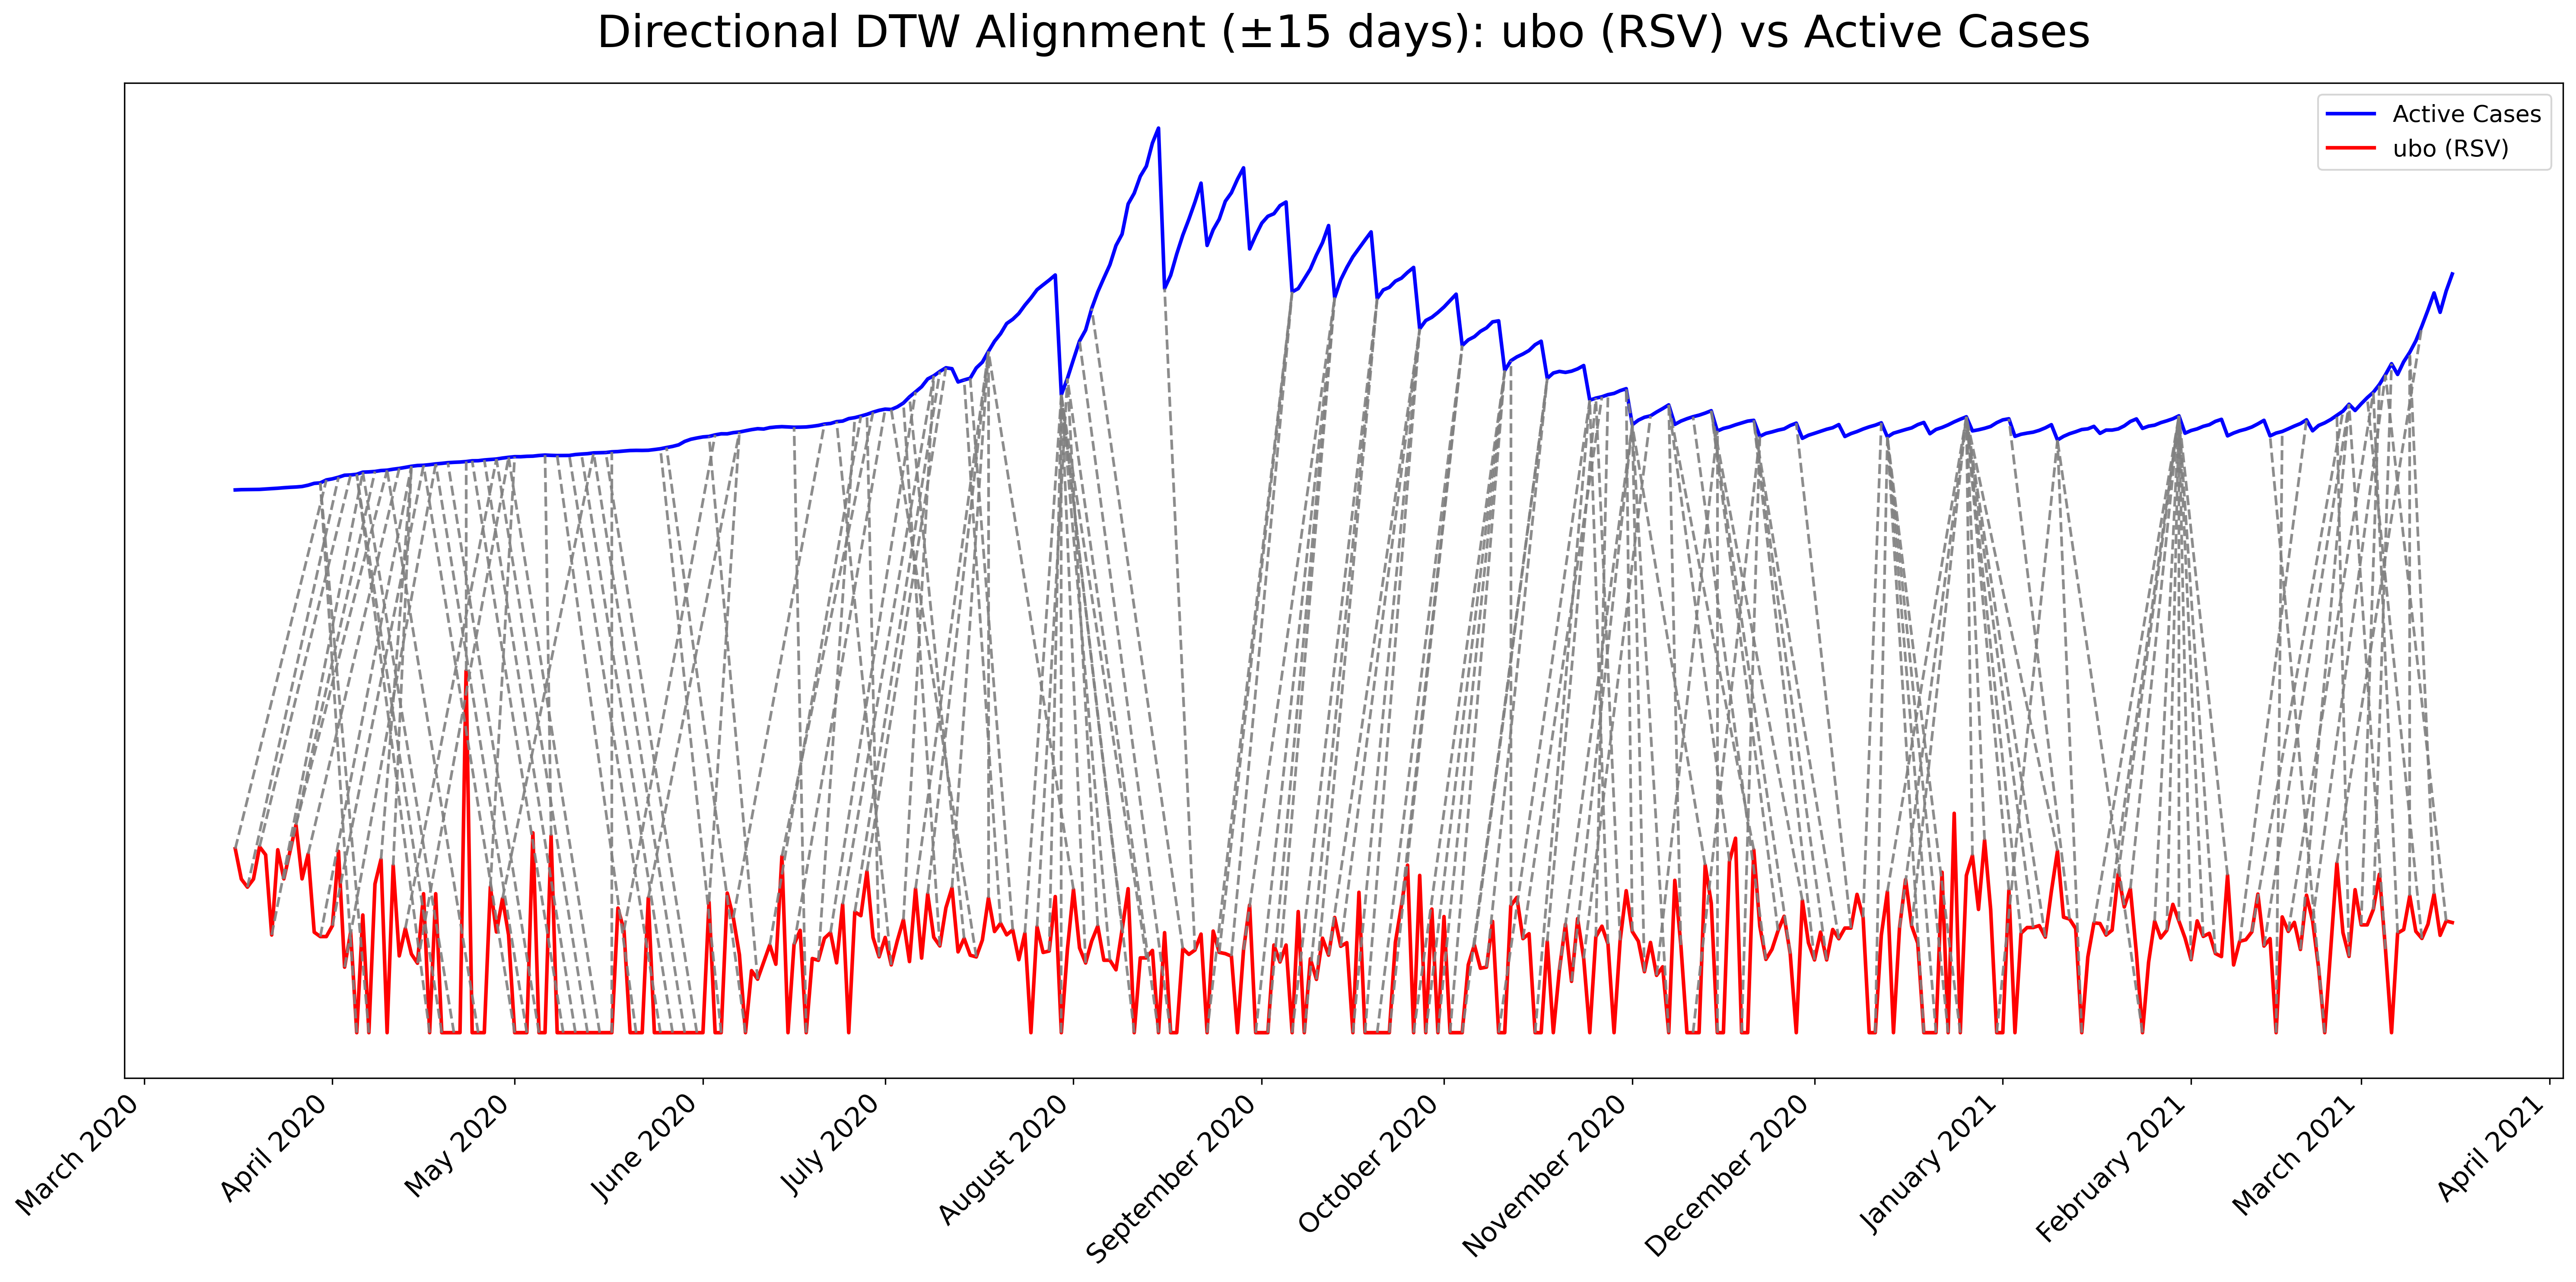 Directional DTW Alignment (±15 days): ubo (RSV) vs Active Cases
Active Cases
ubo (RSV)
March 2020
April 2020
May 2020
June 2020
July 2020
August 2020
September 2020
October 2020
November 2020
December 2020
January 2021
February 2021
March 2021
April 2021